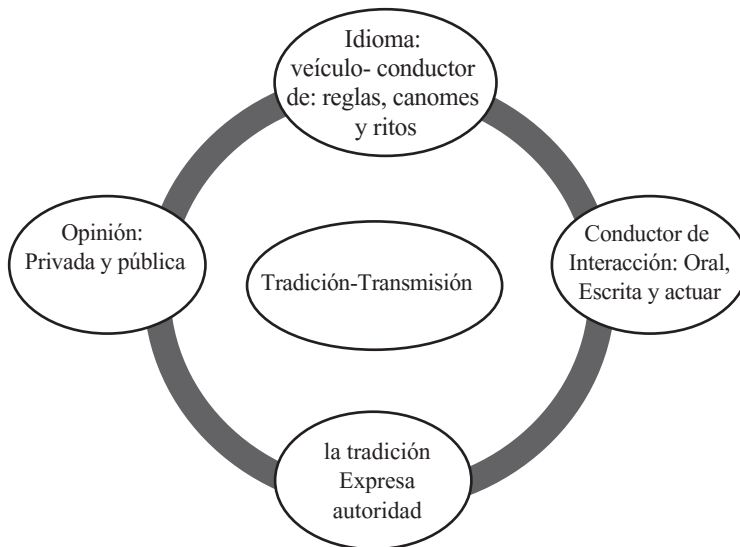 Idioma:
veículo- conductor
de: reglas, canomes
y ritos
Opinión:
Privada y pública
Tradición-Transmisión
Conductor de
Interacción: Oral,
Escrita y actuar
la tradición
Expresa
autoridad